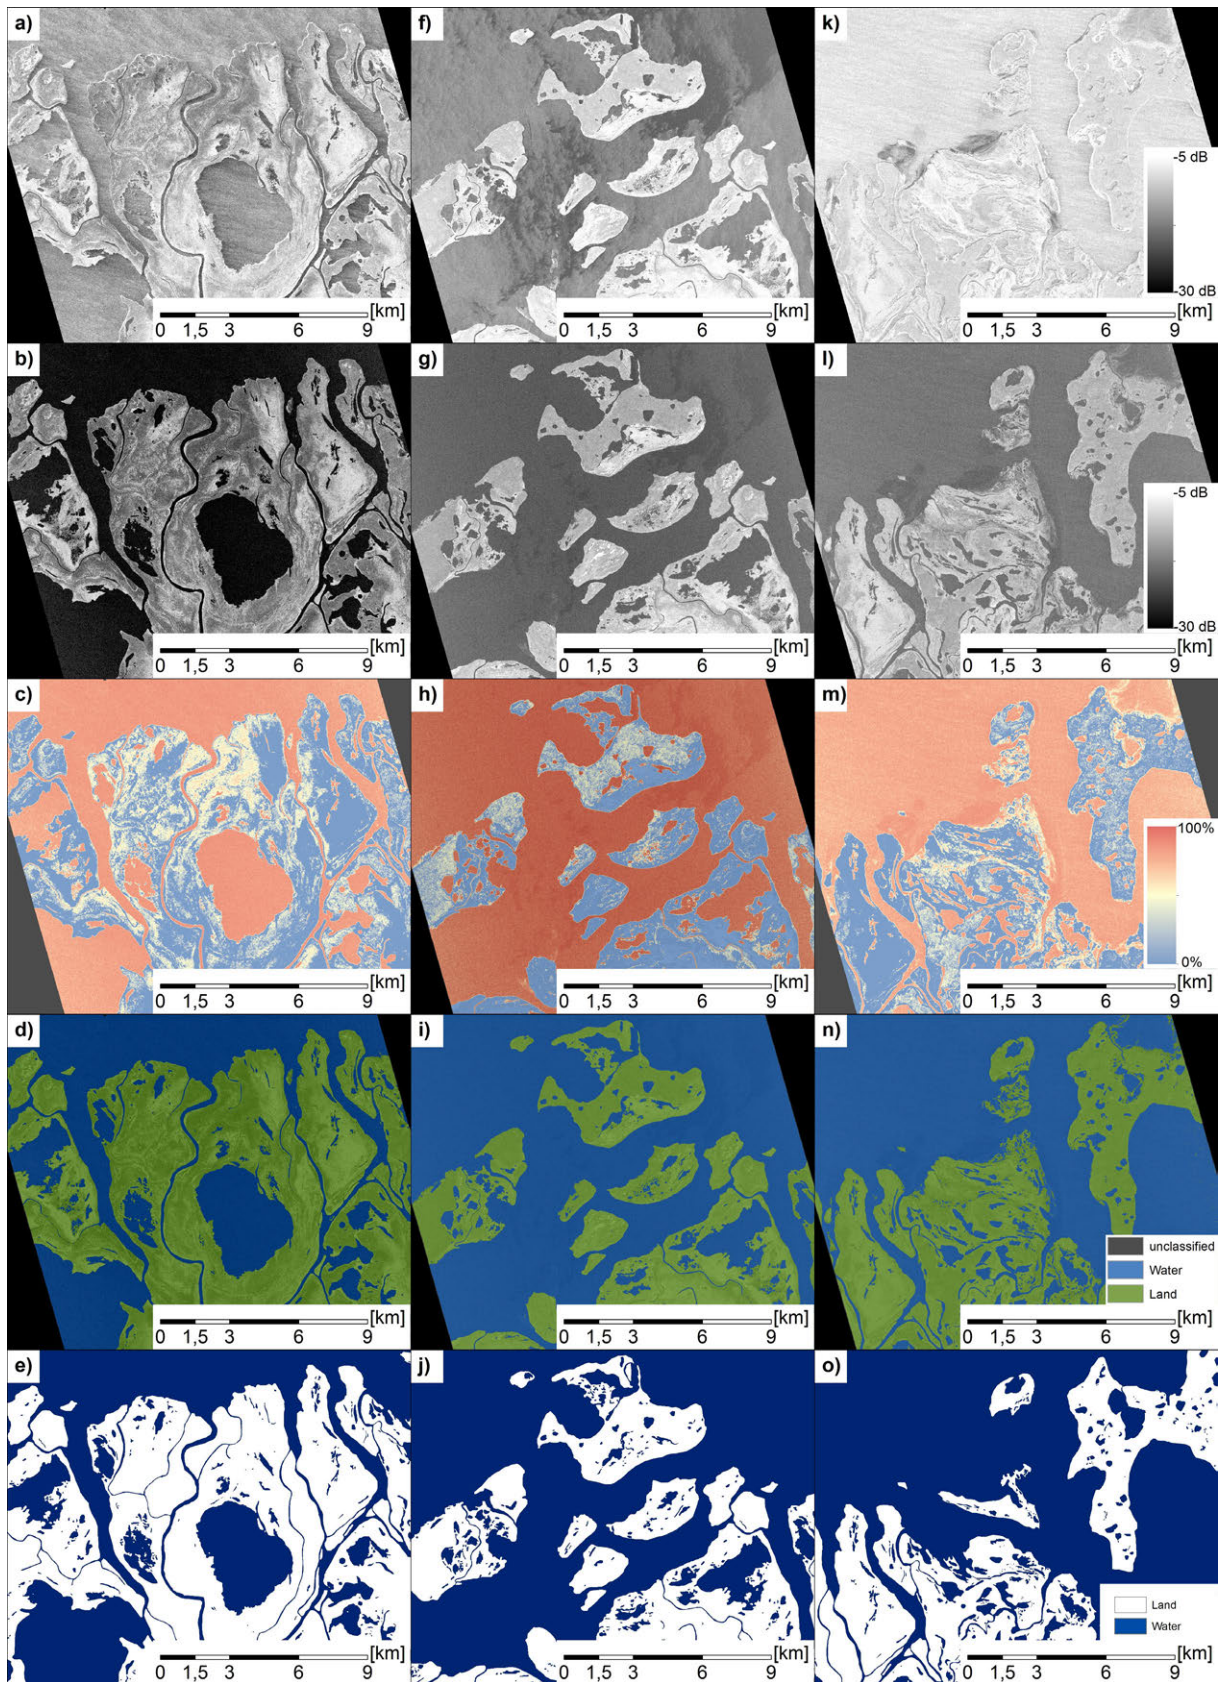 a)
f)
k)
-5 dB
-30 dB
[km]
0 1,5 3 6 9
[km]
0 1,5 3 6 9
[km]
0 1,5 3 6 9
b)
g)
l)
-5 dB
-30 dB
[km]
0 1,5 3 6 9
[km]
0 1,5 3 6 9
[km]
0 1,5 3 6 9
c)
h)
m)
100%
0%
[km]
0 1,5 3 6 9
[km]
0 1,5 3 6 9
[km]
0 1,5 3 6 9
d)
i)
n)
unclassified
Water
Land
[km]
0 1,5 3 6 9
[km]
0 1,5 3 6 9
[km]
0 1,5 3 6 9
e)
j)
o)
Land
Water
[km]
0 1,5 3 6 9
[km]
0 1,5 3 6 9
[km]
0 1,5 3 6 9